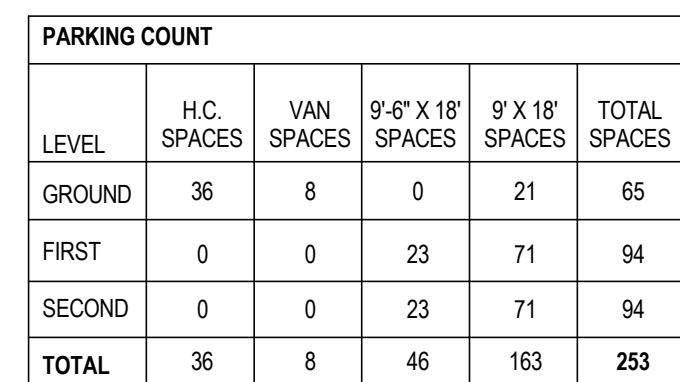 PARKING COUNT
LEVEL H.C. SPACES VAN SPACES 9'-6" X 18' SPACES 9' X 18' SPACES TOTAL SPACES
GROUND 36 8 0 21 65
FIRST 0 0 23 71 94
SECOND 0 0 23 71 94
TOTAL 36 8 46 163 253